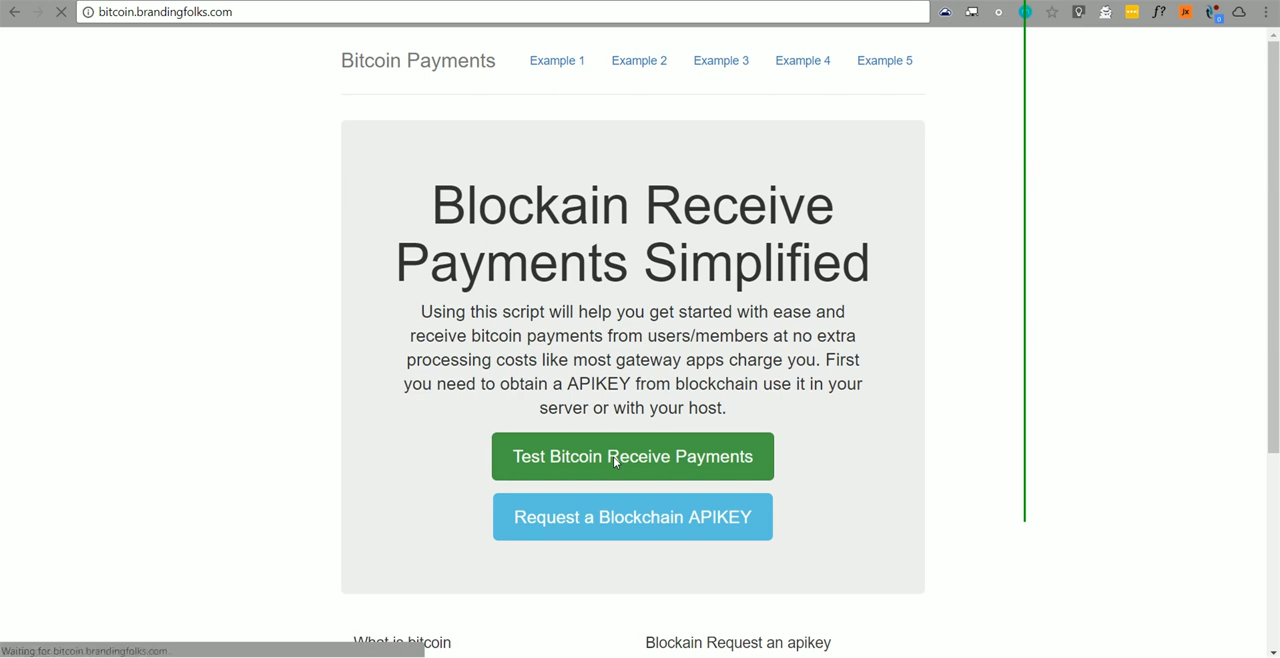 bitcoin.brandingfolks.com
f?
JX
0
Bitcoin Payments
Example 1
Example 2
Example 3
Example 4
Example 5
Blockain Receive
Payments Simplified
Using this script will help you get started with ease and
receive bitcoin payments from users/members at no extra
processing costs like most gateway apps charge you. First
you need to obtain a APIKEY from blockchain use it in your
server or with your host.
Test Bitcoin Receive Payments
Request a Blockchain APIKEY
What is bitcoin
Blockain Request an apikey
Waiting for bitcoin.brandingfolks.com...